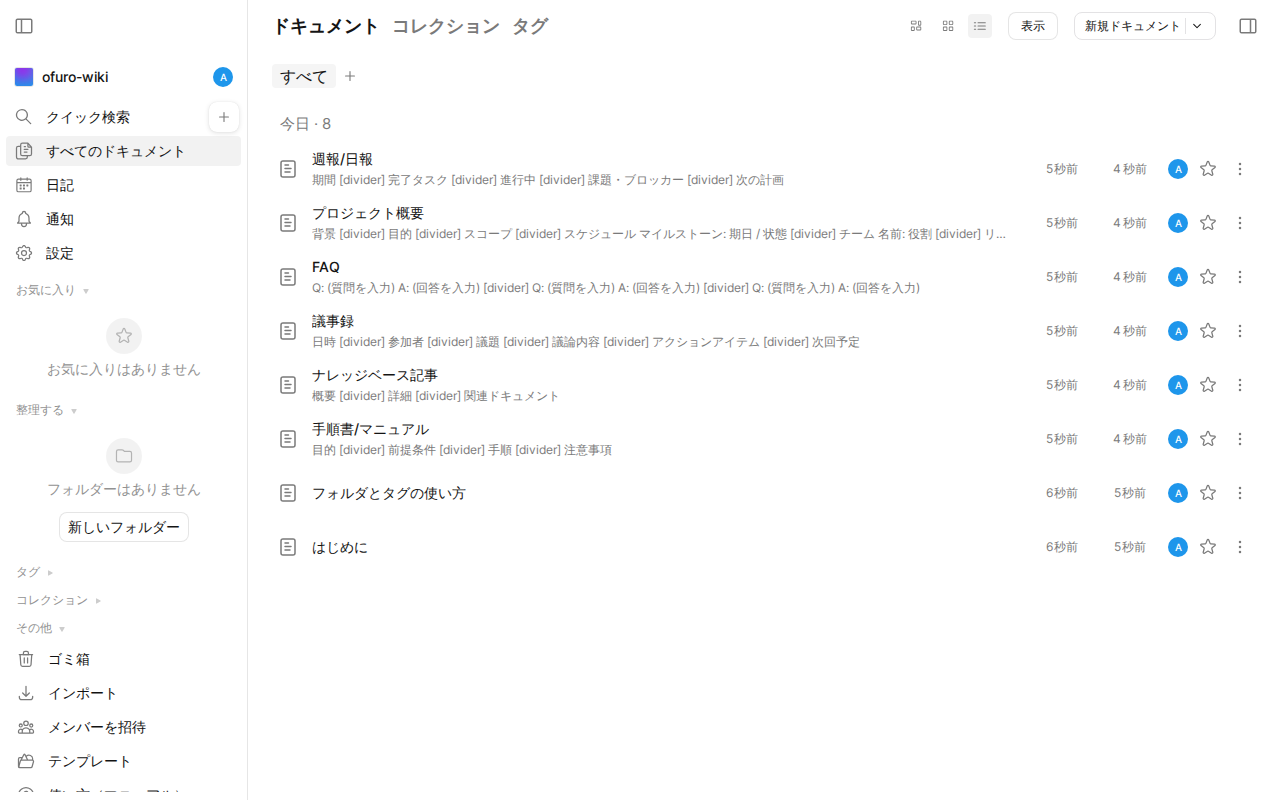 ofuro-wiki
A
クイック検索
すべてのドキュメント
日記
通知
設定
お気に入り
お気に入りはありません
整理する
フォルダーはありません
新しいフォルダー
タグ
コレクション
その他
ゴミ箱
インポート
メンバーを招待
テンプレート
ドキュメント コレクション タグ
表示
新規ドキュメント
すべて
今日 · 8
週報/日報
期間 [divider] 完了タスク [divider] 進行中 [divider] 課題・ブロッカー [divider] 次の計画
5秒前 4秒前 A
プロジェクト概要
背景 [divider] 目的 [divider] スコープ [divider] スケジュール マイルストーン: 期日 / 状態 [divider] チーム 名前: 役割 [divider] リ...
5秒前 4秒前 A
FAQ
Q: (質問を入力) A: (回答を入力) [divider] Q: (質問を入力) A: (回答を入力) [divider] Q: (質問を入力) A: (回答を入力)
5秒前 4秒前 A
議事録
日時 [divider] 参加者 [divider] 議題 [divider] 議論内容 [divider] アクションアイテム [divider] 次回予定
5秒前 4秒前 A
ナレッジベース記事
概要 [divider] 詳細 [divider] 関連ドキュメント
5秒前 4秒前 A
手順書/マニュアル
目的 [divider] 前提条件 [divider] 手順 [divider] 注意事項
5秒前 4秒前 A
フォルダとタグの使い方
6秒前 5秒前 A
はじめに
6秒前 5秒前 A